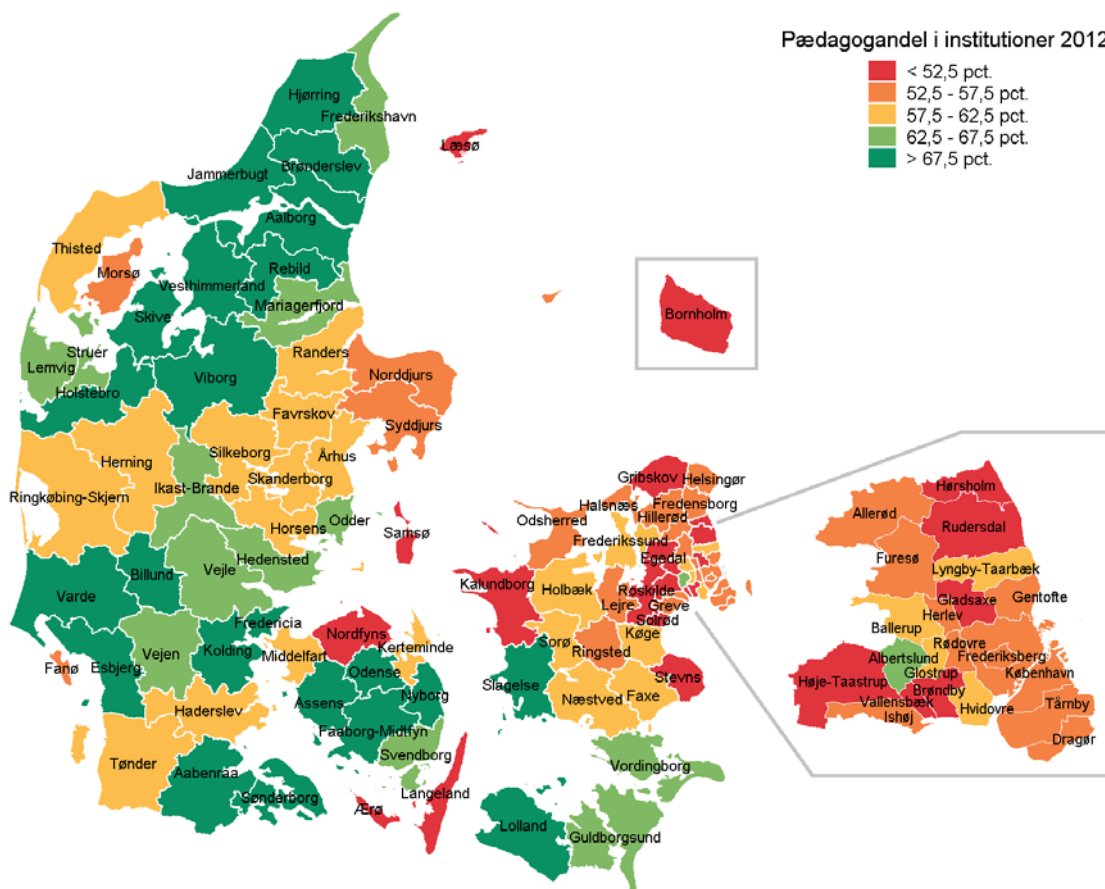 Pædagogandel i institutioner 2012
< 52,5 pct.
52,5 - 57,5 pct.
57,5 - 62,5 pct.
62,5 - 67,5 pct.
> 67,5 pct.
Hjørring
Frederikshavn
Læsø
Brønderslev
Jammerbugt
Aalborg
Thisted
Morsø
Rebild
Vesthimmerland
Mariagerfjord
Skive
Bornholm
Struer
Lemvig
Randers
Viborg
Norddjurs
Holstebro
Favrskov
Syddjurs
Silkeborg
Århus
Herning
Skanderborg
Ringkøbing-Skjern
Ikast-Brande
Odder
Horsens
Samsø
Hedensted
Vejle
Billund
Varde
Fredericia
Vejen
Kolding
Esbjerg
Fanø
Nordfyns
Middelfart
Kerteminde
Odense
Nyborg
Assens
Faaborg-Midtfyn
Haderslev
Svendborg
Tønder
Aabenraa
Sønderborg
Ærø
Langeland
Gribskov
Helsingør
Halsnæs
Fredensborg
Hillerød
Odsherred
Frederikssund
Egedal
Kalundborg
Holbæk
Roskilde
Lejre
Greve
Solrød
Køge
Sorø
Ringsted
Stevns
Slagelse
Næstved
Faxe
Vordingborg
Lolland
Guldborgsund
Hørsholm
Allerød
Rudersdal
Furesø
Lyngby-Taarbæk
Gladsaxe
Gentofte
Herlev
Ballerup
Rødovre
Albertslund
Frederiksberg
Glostrup
København
Høje-Taastrup
Brøndby
Vallensbæk
Hvidovre
Tårnby
Ishøj
Dragør